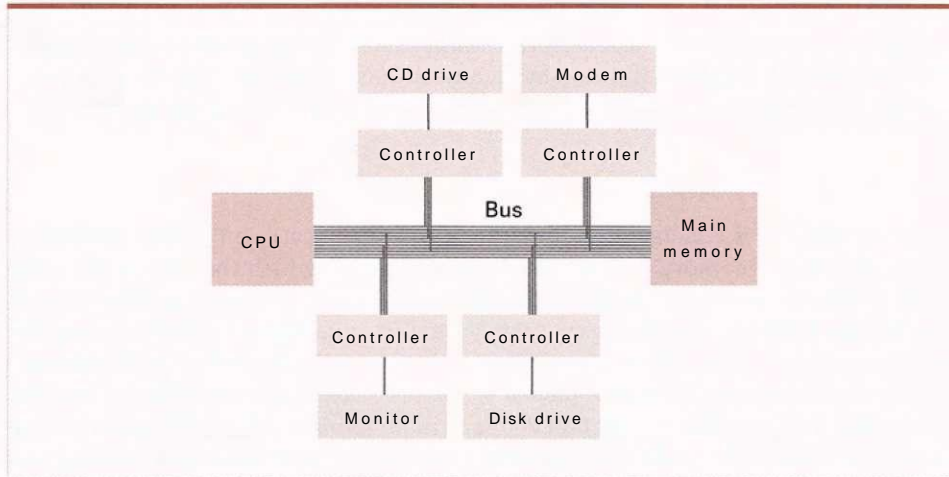 CD drive
Modem
Controller
Controller
Bus
CPU
Main
memory
Controller
Controller
Monitor
Disk drive